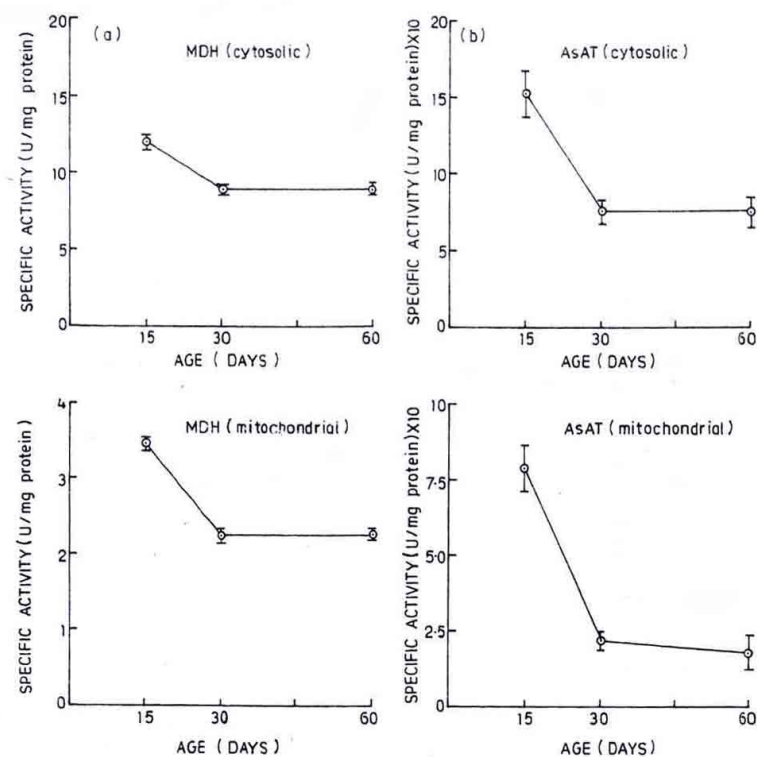 (a)
MDH (cytosolic)
SPECIFIC ACTIVITY (U/mg protein)
20
15
10
5
0
15
30
60
AGE ( DAYS )
(b)
AsAT (cytosolic)
SPECIFIC ACTIVITY (U/mg protein)X10
20
15
10
5
0
15
30
60
AGE (DAYS)
MDH ( mitochondrial )
SPECIFIC ACTIVITY (U/mg protein)
4
3
2
1
0
15
30
60
AGE ( DAYS )
AsAT (mitochondrial)
SPECIFIC ACTIVITY (U/mg protein)X10
10
7·5
5·0
2·5
0
15
30
60
AGE (DAYS)